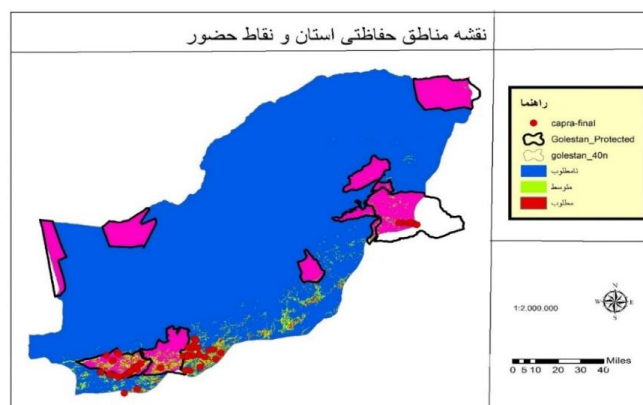 نقشه مناطق حفاظتی استان و نقاط حضور
راهنما
capra-final
Golestan_Protected
golestan_40n
نامطلوب
متوسط
مطلوب
N
W E
S
1:2,000,000
Miles
0 5 10 20 30 40